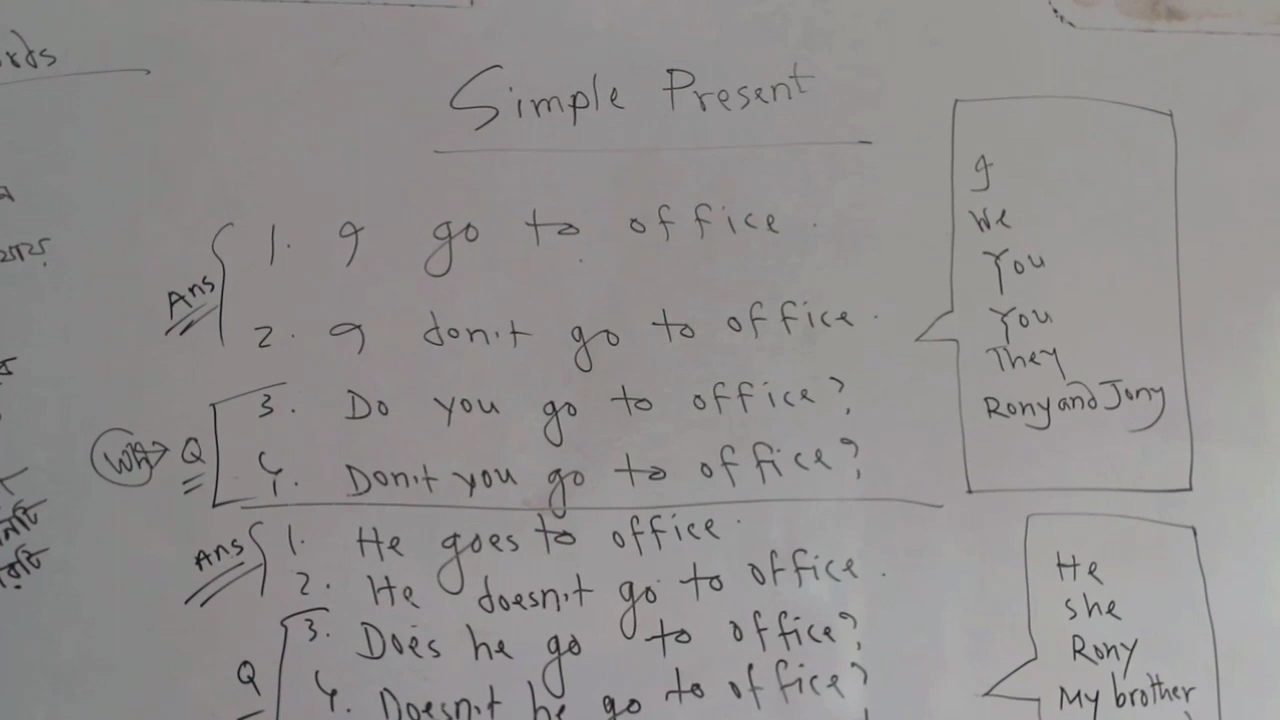 Simple Present
Ans
1. I go to office.
2. I don't go to office.
Wh Q
3. Do you go to office?
4. Don't you go to office?
I
We
You
You
They
Rony and Jony
Ans
1. He goes to office.
2. He doesn't go to office.
Q
3. Does he go to office?
4. Doesn't he go to office?
He
she
Rony
My brother